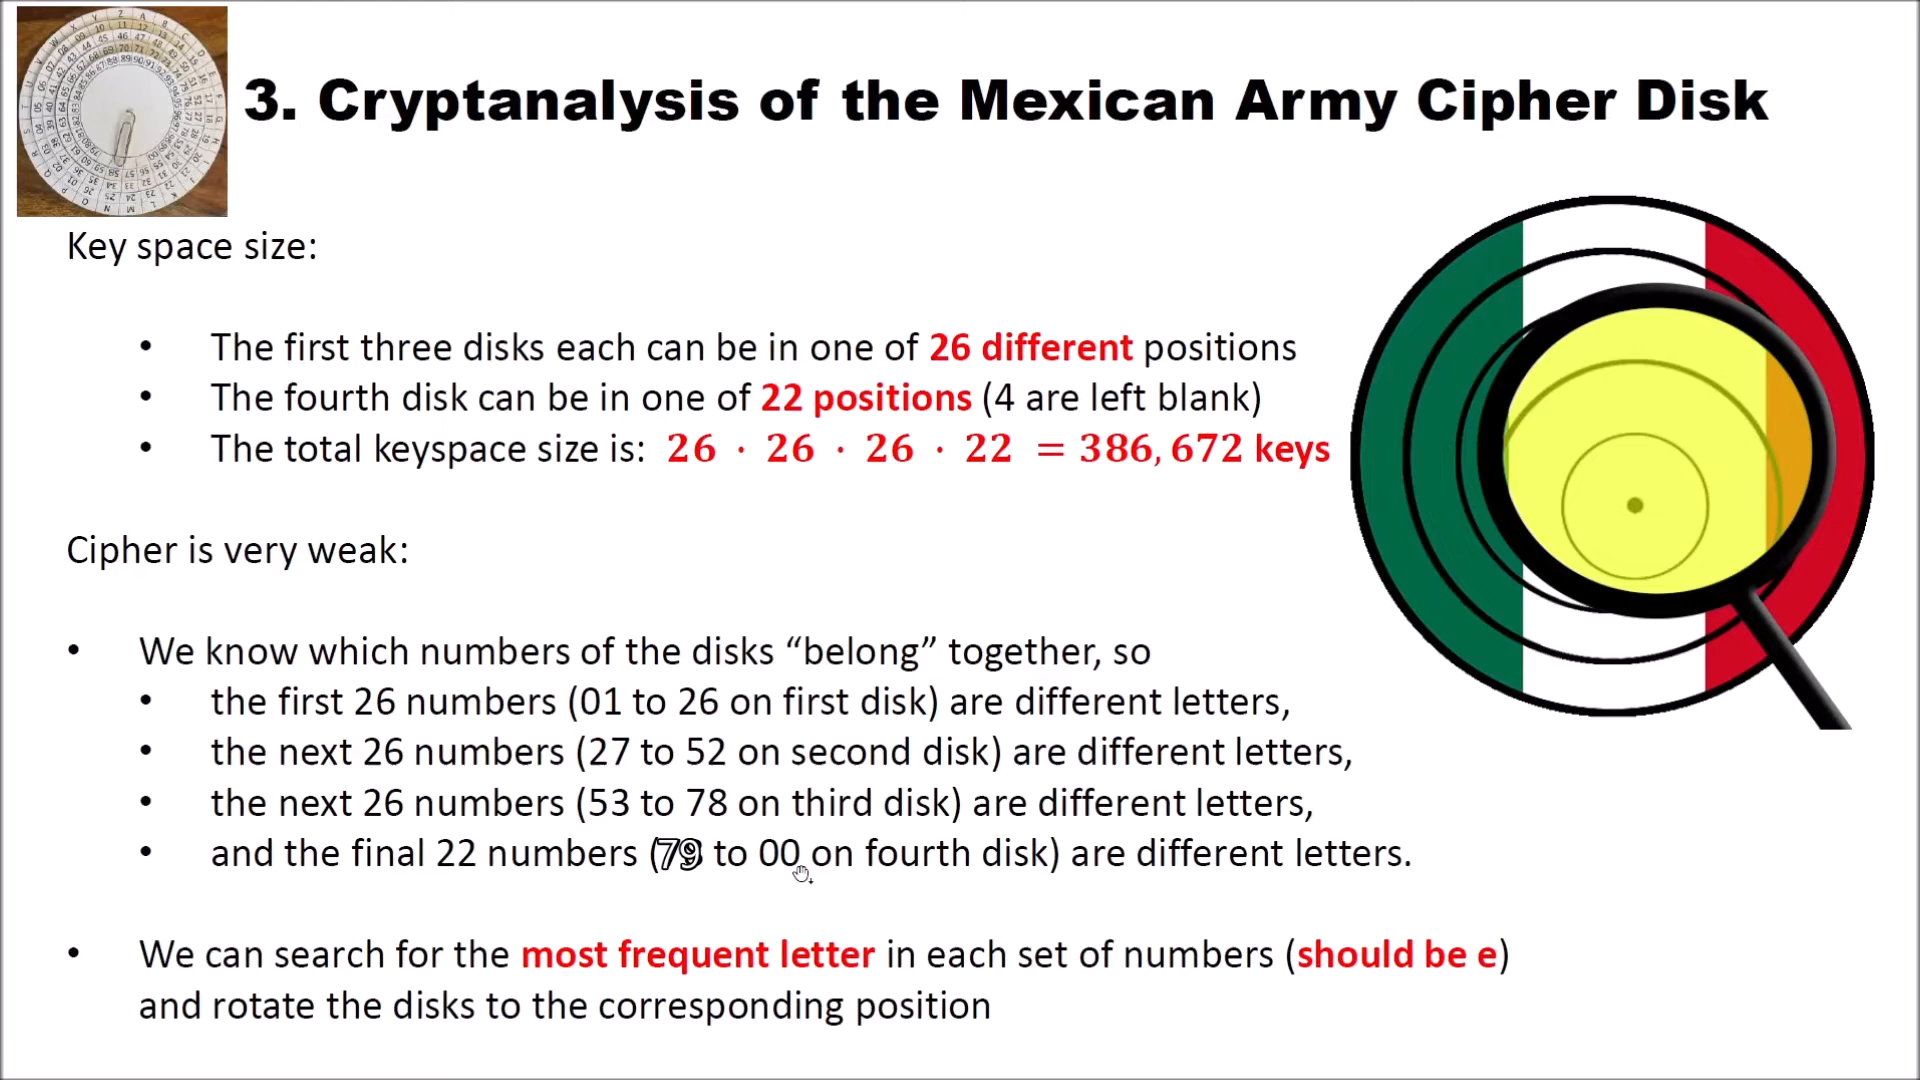 3. Cryptanalysis of the Mexican Army Cipher Disk
Key space size:
• The first three disks each can be in one of 26 different positions
• The fourth disk can be in one of 22 positions (4 are left blank)
• The total keyspace size is: 26 · 26 · 26 · 22 = 386,672 keys
Cipher is very weak:
• We know which numbers of the disks “belong” together, so
• the first 26 numbers (01 to 26 on first disk) are different letters,
• the next 26 numbers (27 to 52 on second disk) are different letters,
• the next 26 numbers (53 to 78 on third disk) are different letters,
• and the final 22 numbers (79 to 00 on fourth disk) are different letters.
• We can search for the most frequent letter in each set of numbers (should be e)
and rotate the disks to the corresponding position